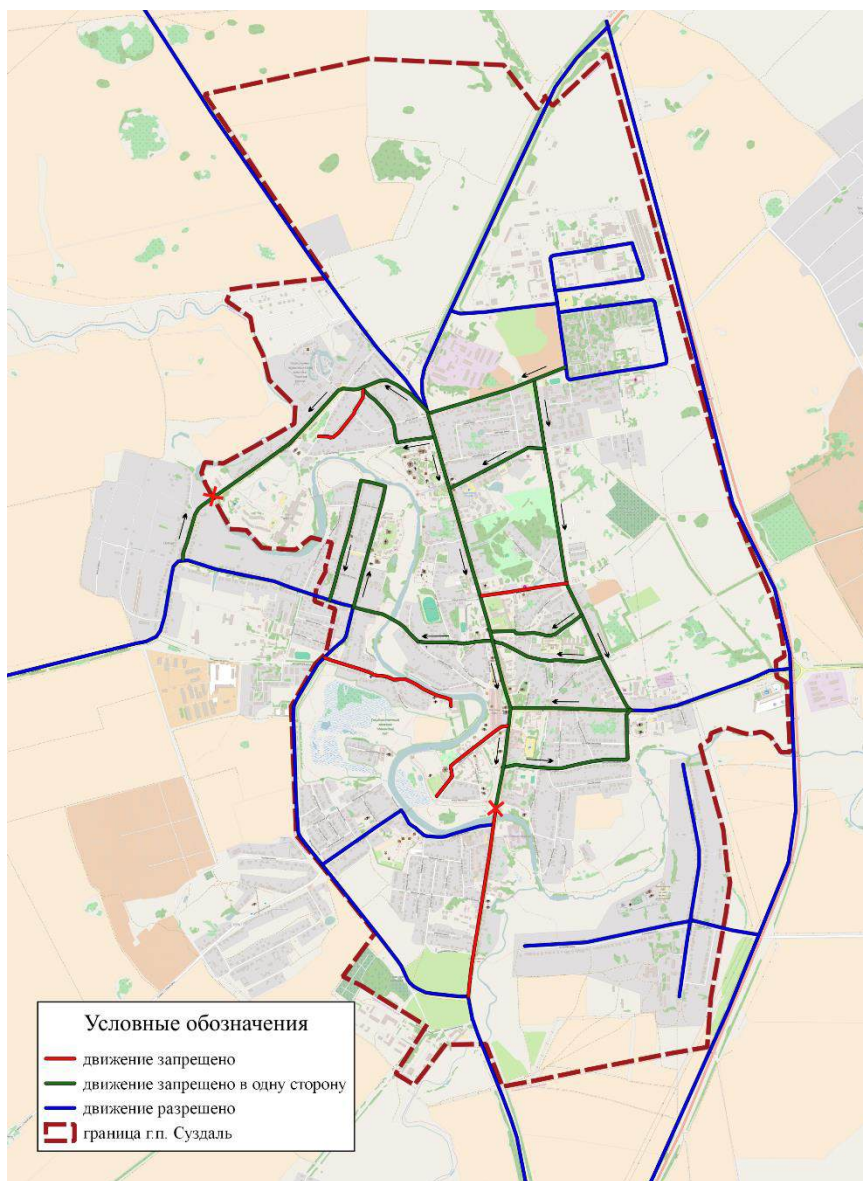 Условные обозначения
движение запрещено
движение запрещено в одну сторону
движение разрешено
граница г.п. Суздаль